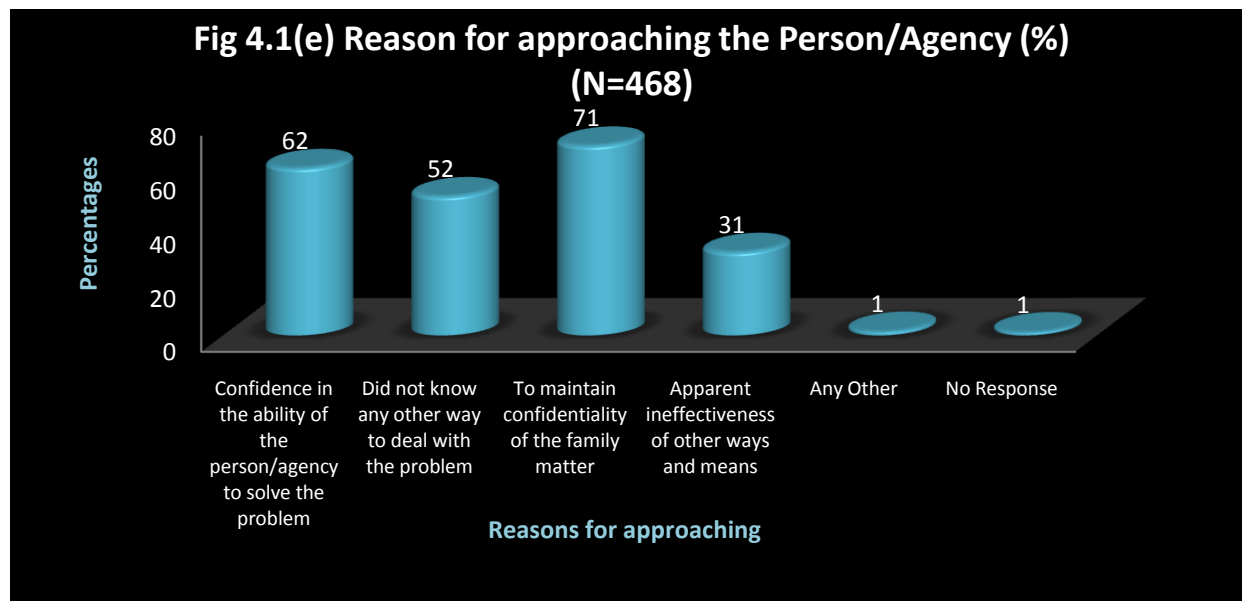 Fig 4.1(e) Reason for approaching the Person/Agency (%)
(N=468)
Percentages
80
60
40
20
0
62
52
71
31
1
1
Confidence in
the ability of
the
person/agency
to solve the
problem
Did not know
any other way
to deal with
the problem
To maintain
confidentiality
of the family
matter
Apparent
ineffectiveness
of other ways
and means
Any Other
No Response
Reasons for approaching